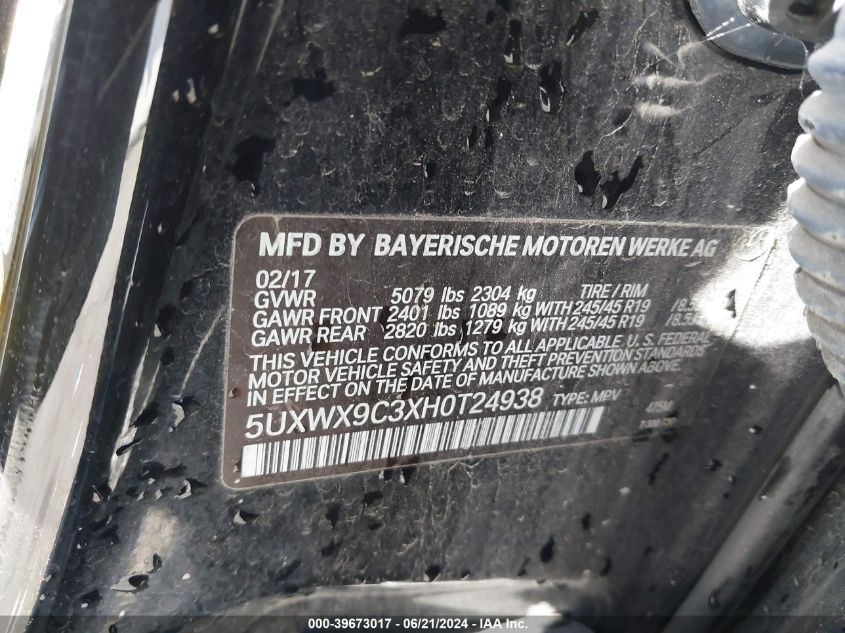 MFD BY BAYERISCHE MOTOREN WERKE AG
02/17
GVWR 5079 lbs 2304 kg TIRE / RIM
GAWR FRONT 2401 lbs 1089 kg WITH 245/45 R19
GAWR REAR 2820 lbs 1279 kg WITH 245/45 R19
THIS VEHICLE CONFORMS TO ALL APPLICABLE U. S. FEDERAL
MOTOR VEHICLE SAFETY AND THEFT PREVENTION STANDARDS
IN EFFECT ON THE DATE OF MANUFACTURE SHOWN ABOVE.
5UXWX9C3XH0T24938 TYPE: MPV
000-39673017 - 06/21/2024 - IAA Inc.